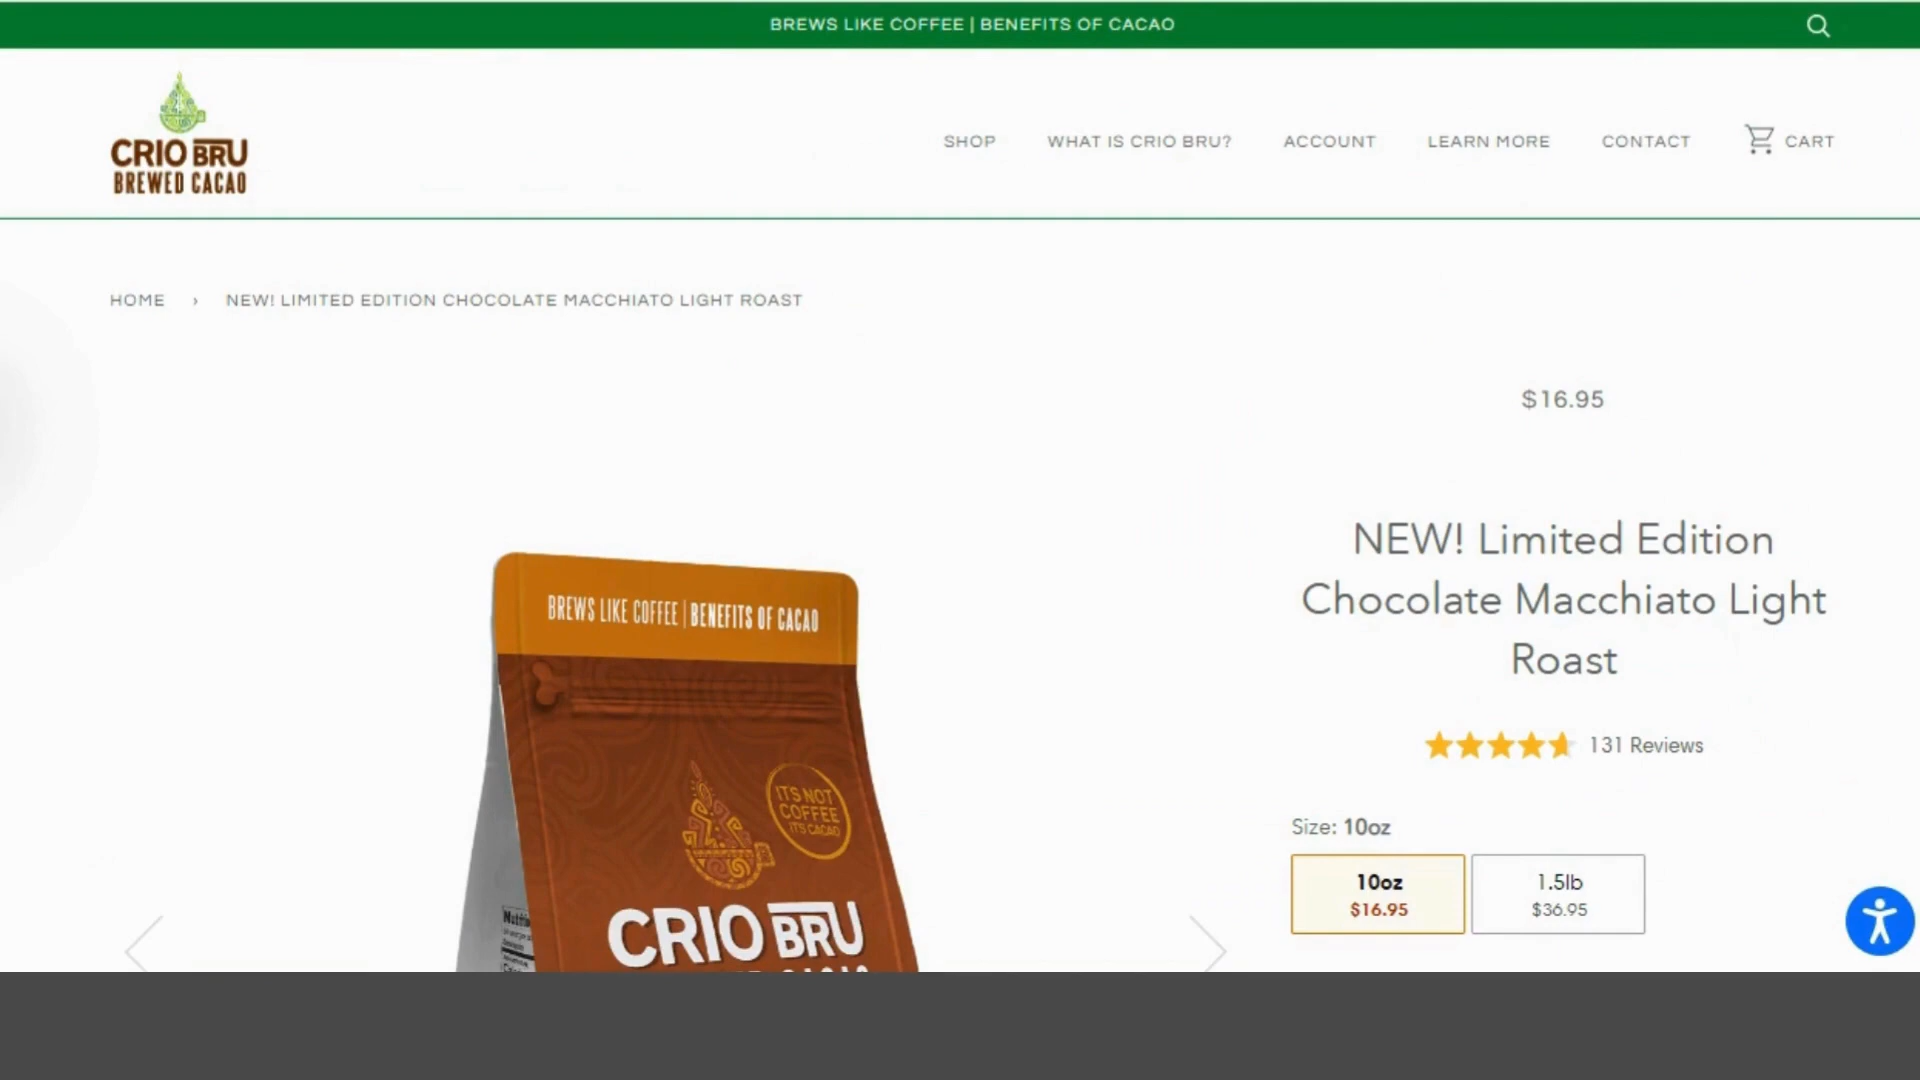 BREWS LIKE COFFEE | BENEFITS OF CACAO
CRIO BRU
BREWED CACAO
SHOP
WHAT IS CRIO BRU?
ACCOUNT
LEARN MORE
CONTACT
CART
HOME › NEW! LIMITED EDITION CHOCOLATE MACCHIATO LIGHT ROAST
$16.95
NEW! Limited Edition
Chocolate Macchiato Light
Roast
131 Reviews
Size: 10oz
10oz
$16.95
1.5lb
$36.95
BREWS LIKE COFFEE | BENEFITS OF CACAO
ITS NOT
COFFEE
ITS CACAO
CRIO BRU